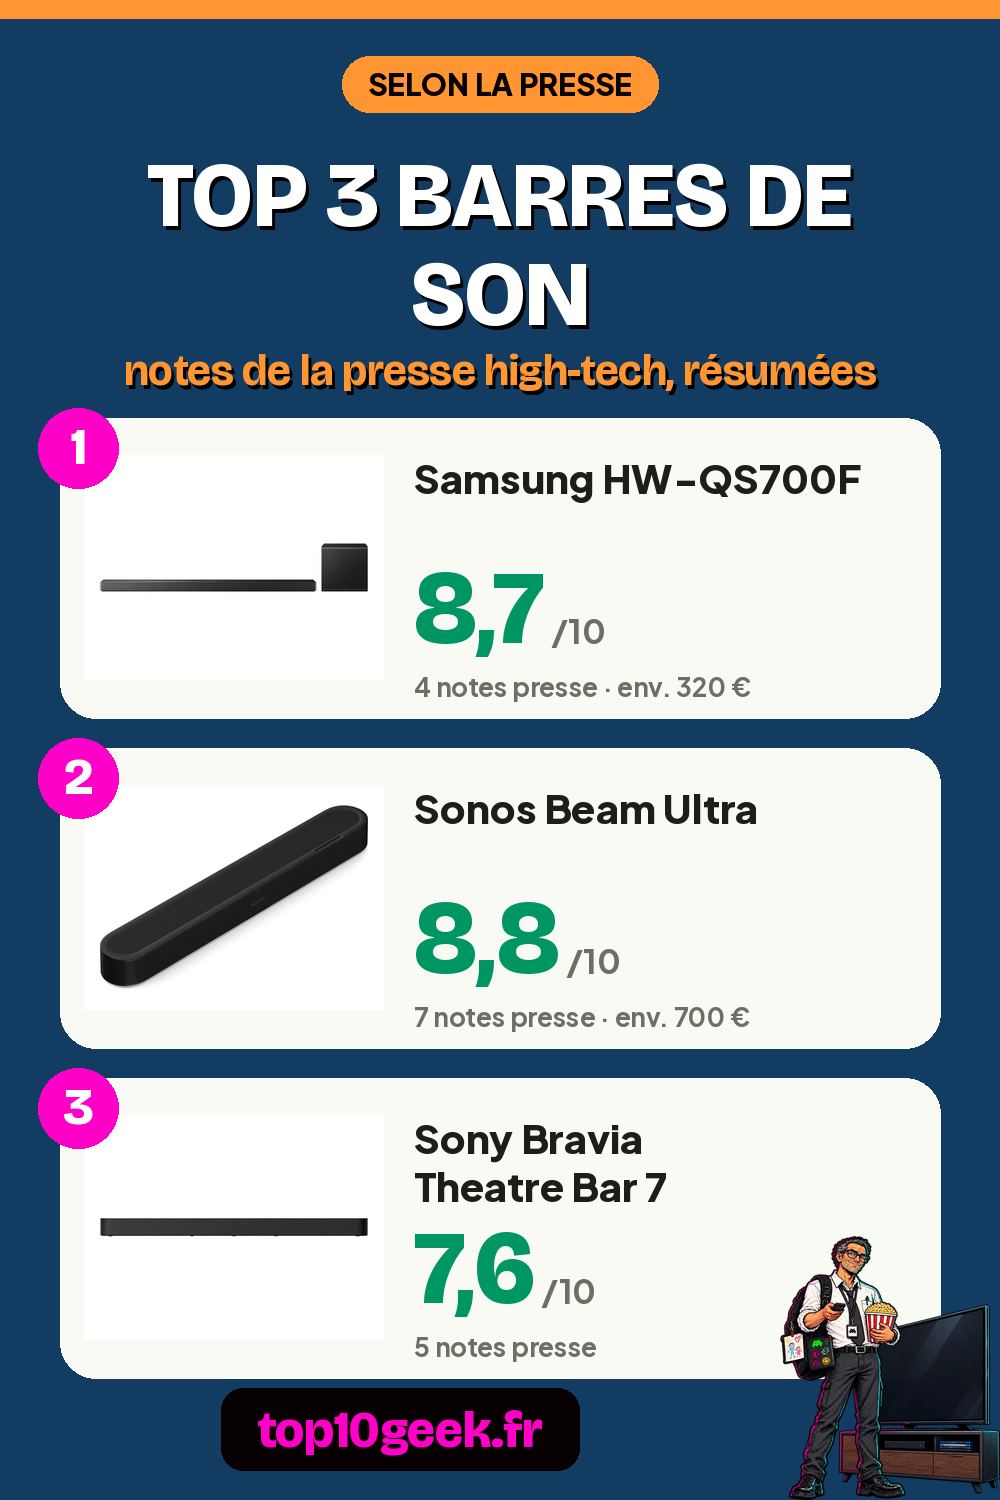 SELON LA PRESSE
TOP 3 BARRES DE
SON
notes de la presse high-tech, résumées
1
Samsung HW-QS700F
8,7 /10
4 notes presse · env. 320 €
2
Sonos Beam Ultra
8,8 /10
7 notes presse · env. 700 €
3
Sony Bravia
Theatre Bar 7
7,6 /10
5 notes presse
top10geek.fr